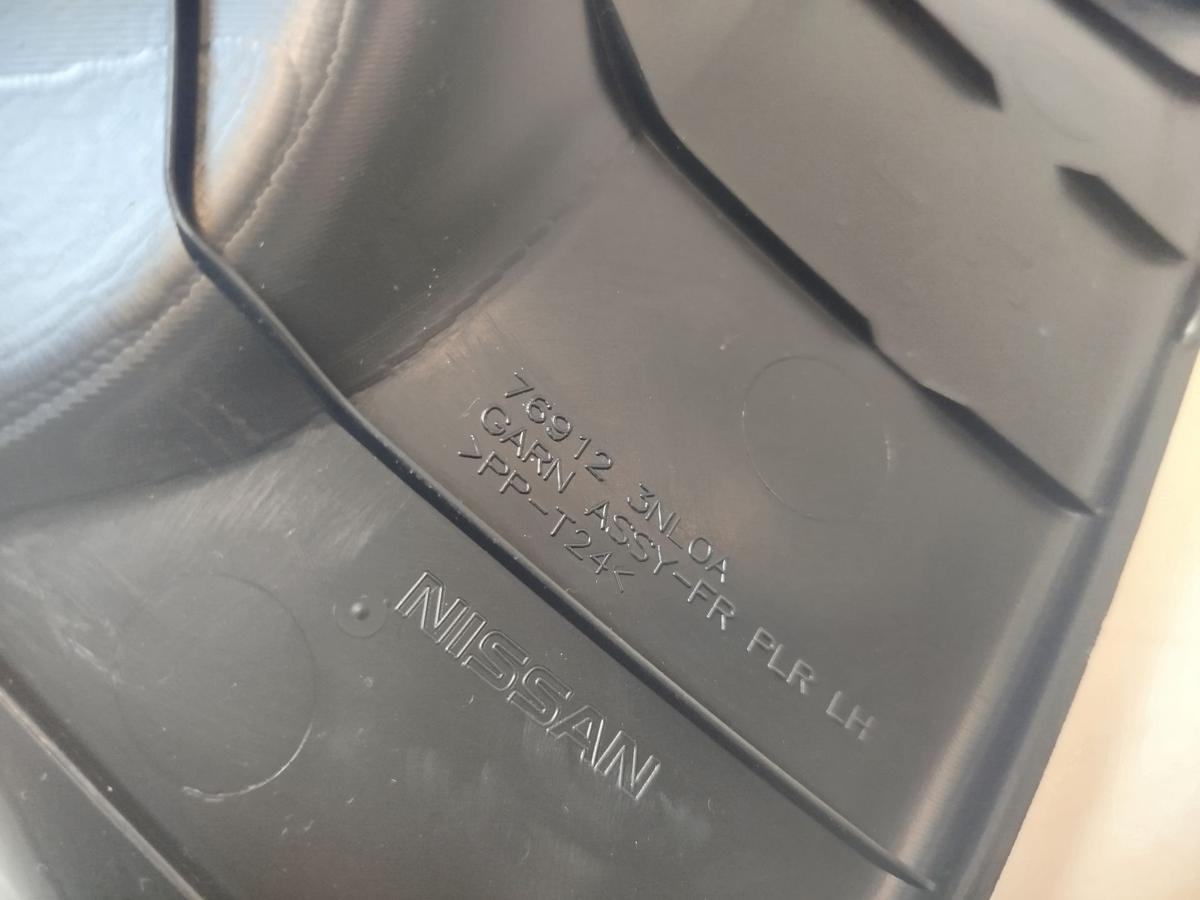 76912 3NL0A
GARN ASSY-FR PLR LH
>PP-T24<
NISSAN